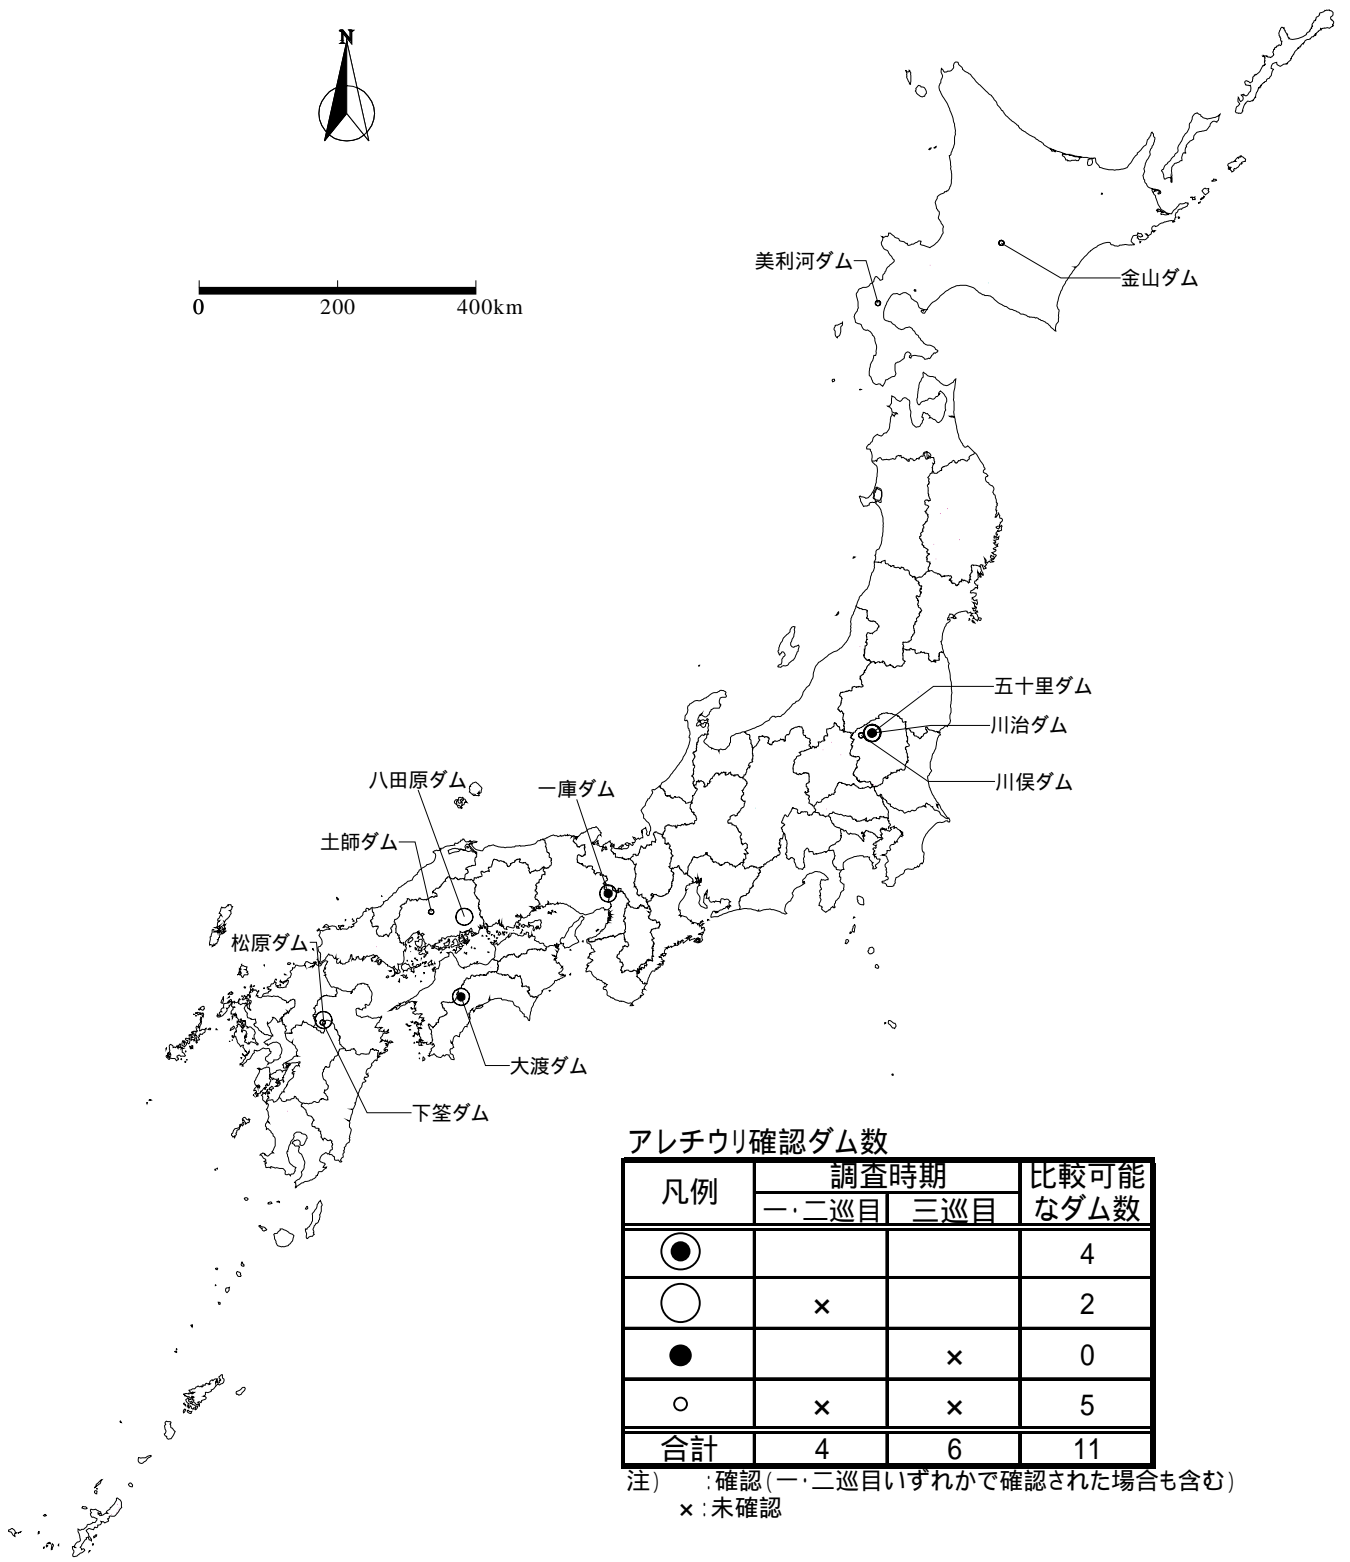 N
0 200 400km
美利河ダム
金山ダム
五十里ダム
川治ダム
川俣ダム
八田原ダム
一庫ダム
土師ダム
松原ダム
大渡ダム
下筌ダム
アレチウリ確認ダム数
凡例 調査時期 比較可能なダム数
一・二巡目 三巡目
4
× 2
× 0
× × 5
合計 4 6 11
注) :確認(一・二巡目いずれかで確認された場合も含む)
×:未確認